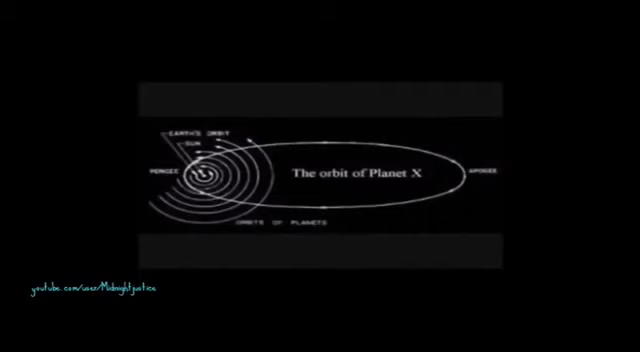 EARTH'S ORBIT
SUN
PERIGEE
The orbit of Planet X
APOGEE
ORBITS OF PLANETS
youtube.com/user/Midnightjustice